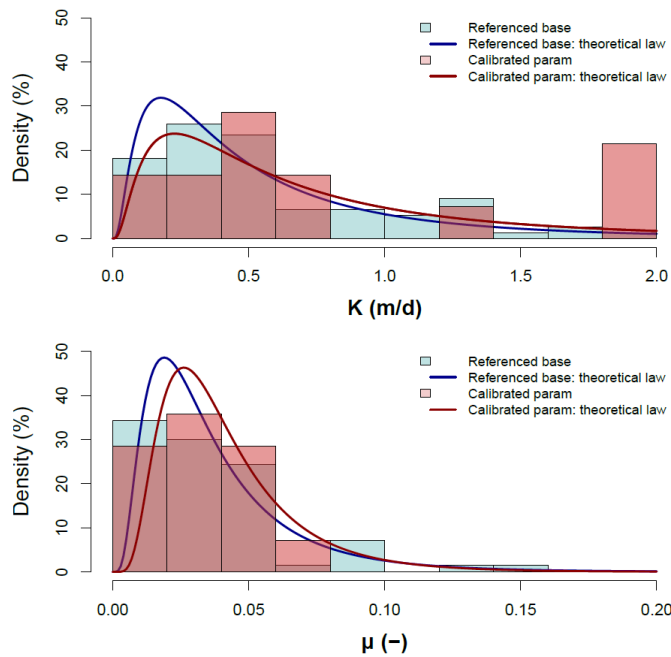 50
40
30
20
10
0
Density (%)
Referenced base
Referenced base: theoretical law
Calibrated param
Calibrated param: theoretical law
0.0 0.5 1.0 1.5 2.0
K (m/d)
50
40
30
20
10
0
Density (%)
Referenced base
Referenced base: theoretical law
Calibrated param
Calibrated param: theoretical law
0.00 0.05 0.10 0.15 0.20
μ (−)